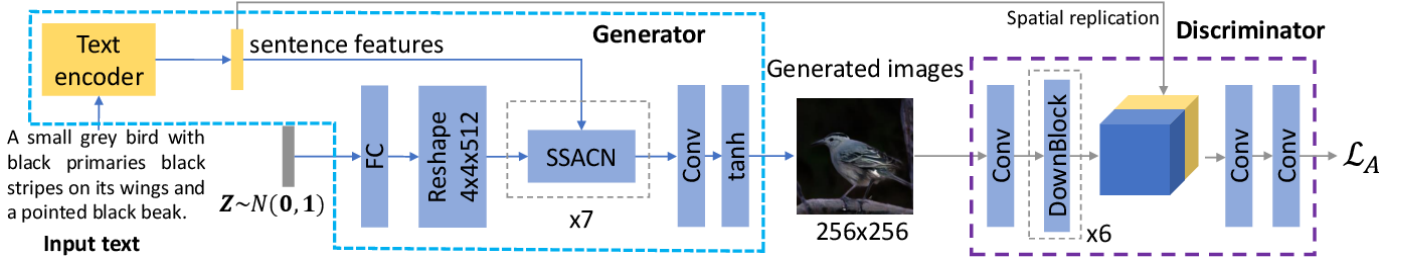 Text
encoder
sentence features
Generator
A small grey bird with
black primaries black
stripes on its wings and
a pointed black beak.
Input text
Z~N(0,1)
FC
Reshape
4x4x512
SSACN
x7
Conv
tanh
Generated images
256x256
Spatial replication
Discriminator
Conv
DownBlock
x6
Conv
Conv
ℒ_A